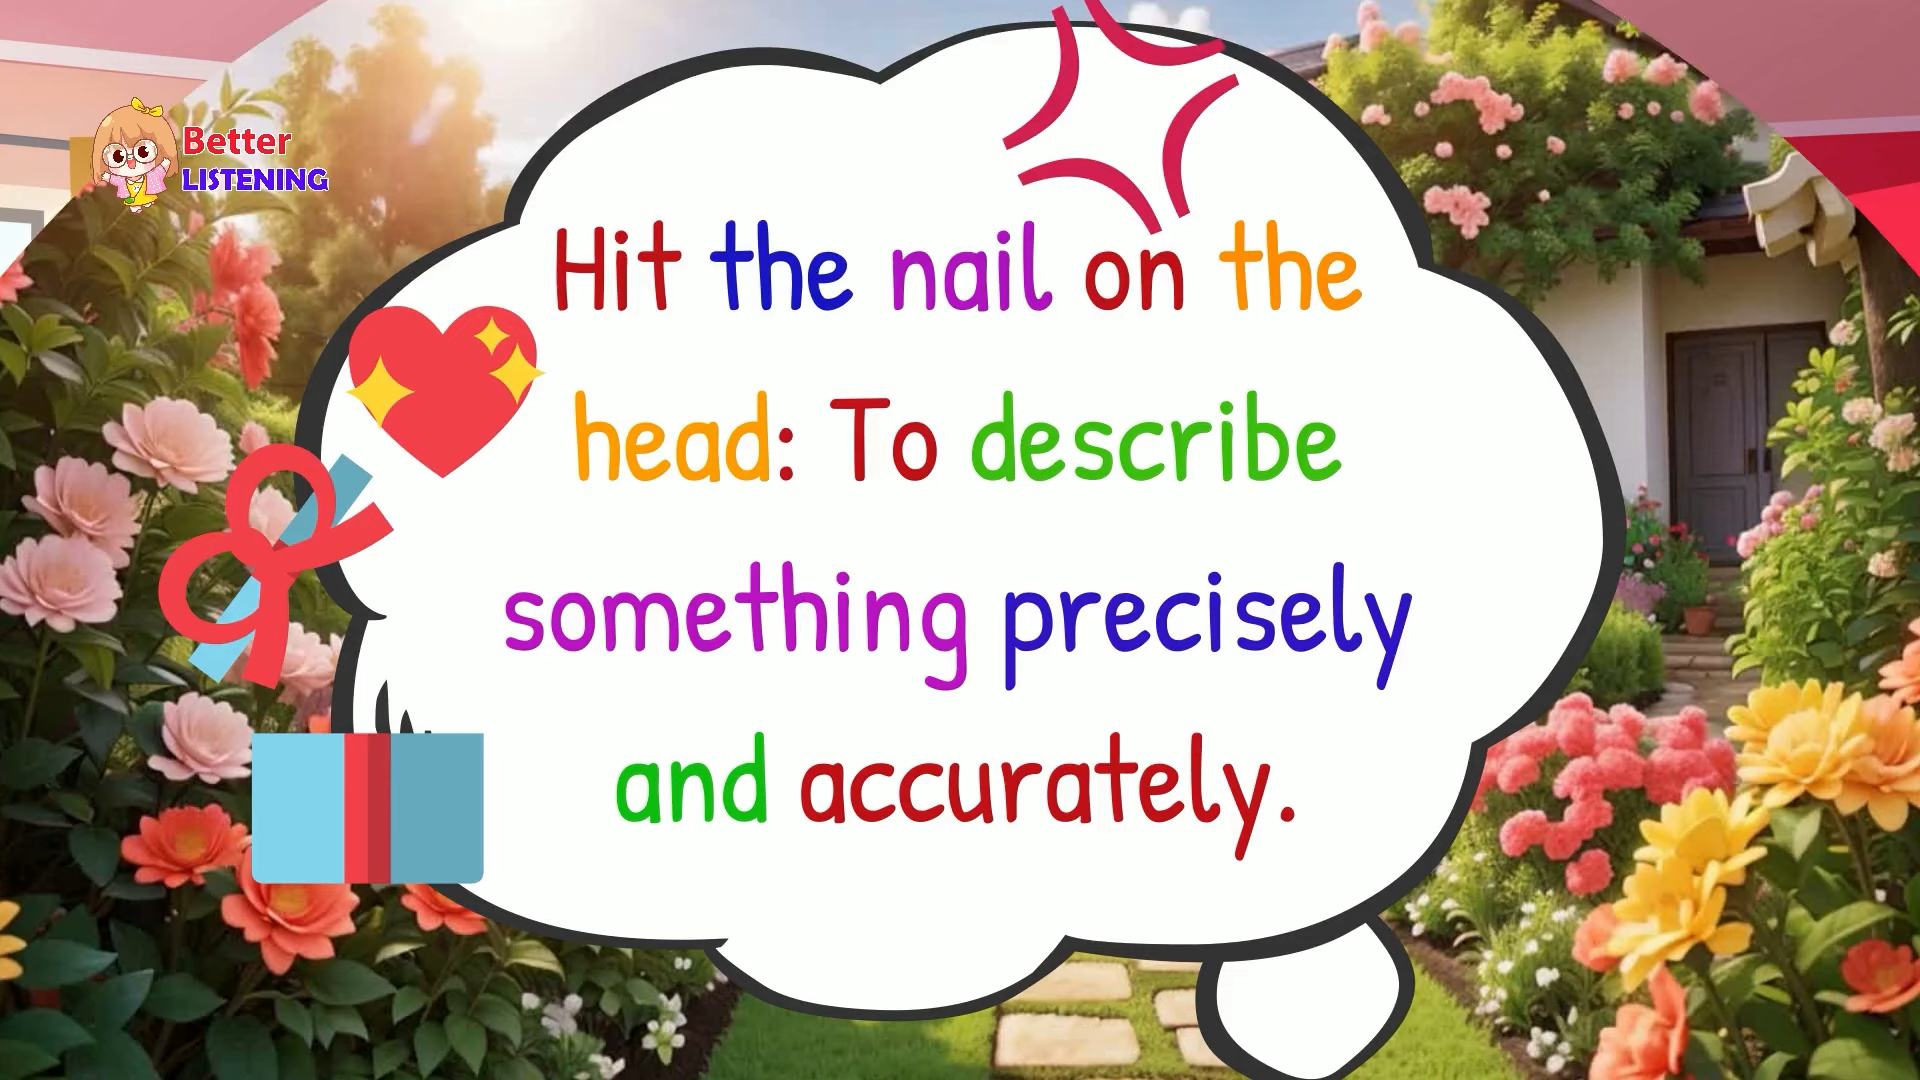 Better
LISTENING
Hit the nail on the
head: To describe
something precisely
and accurately.